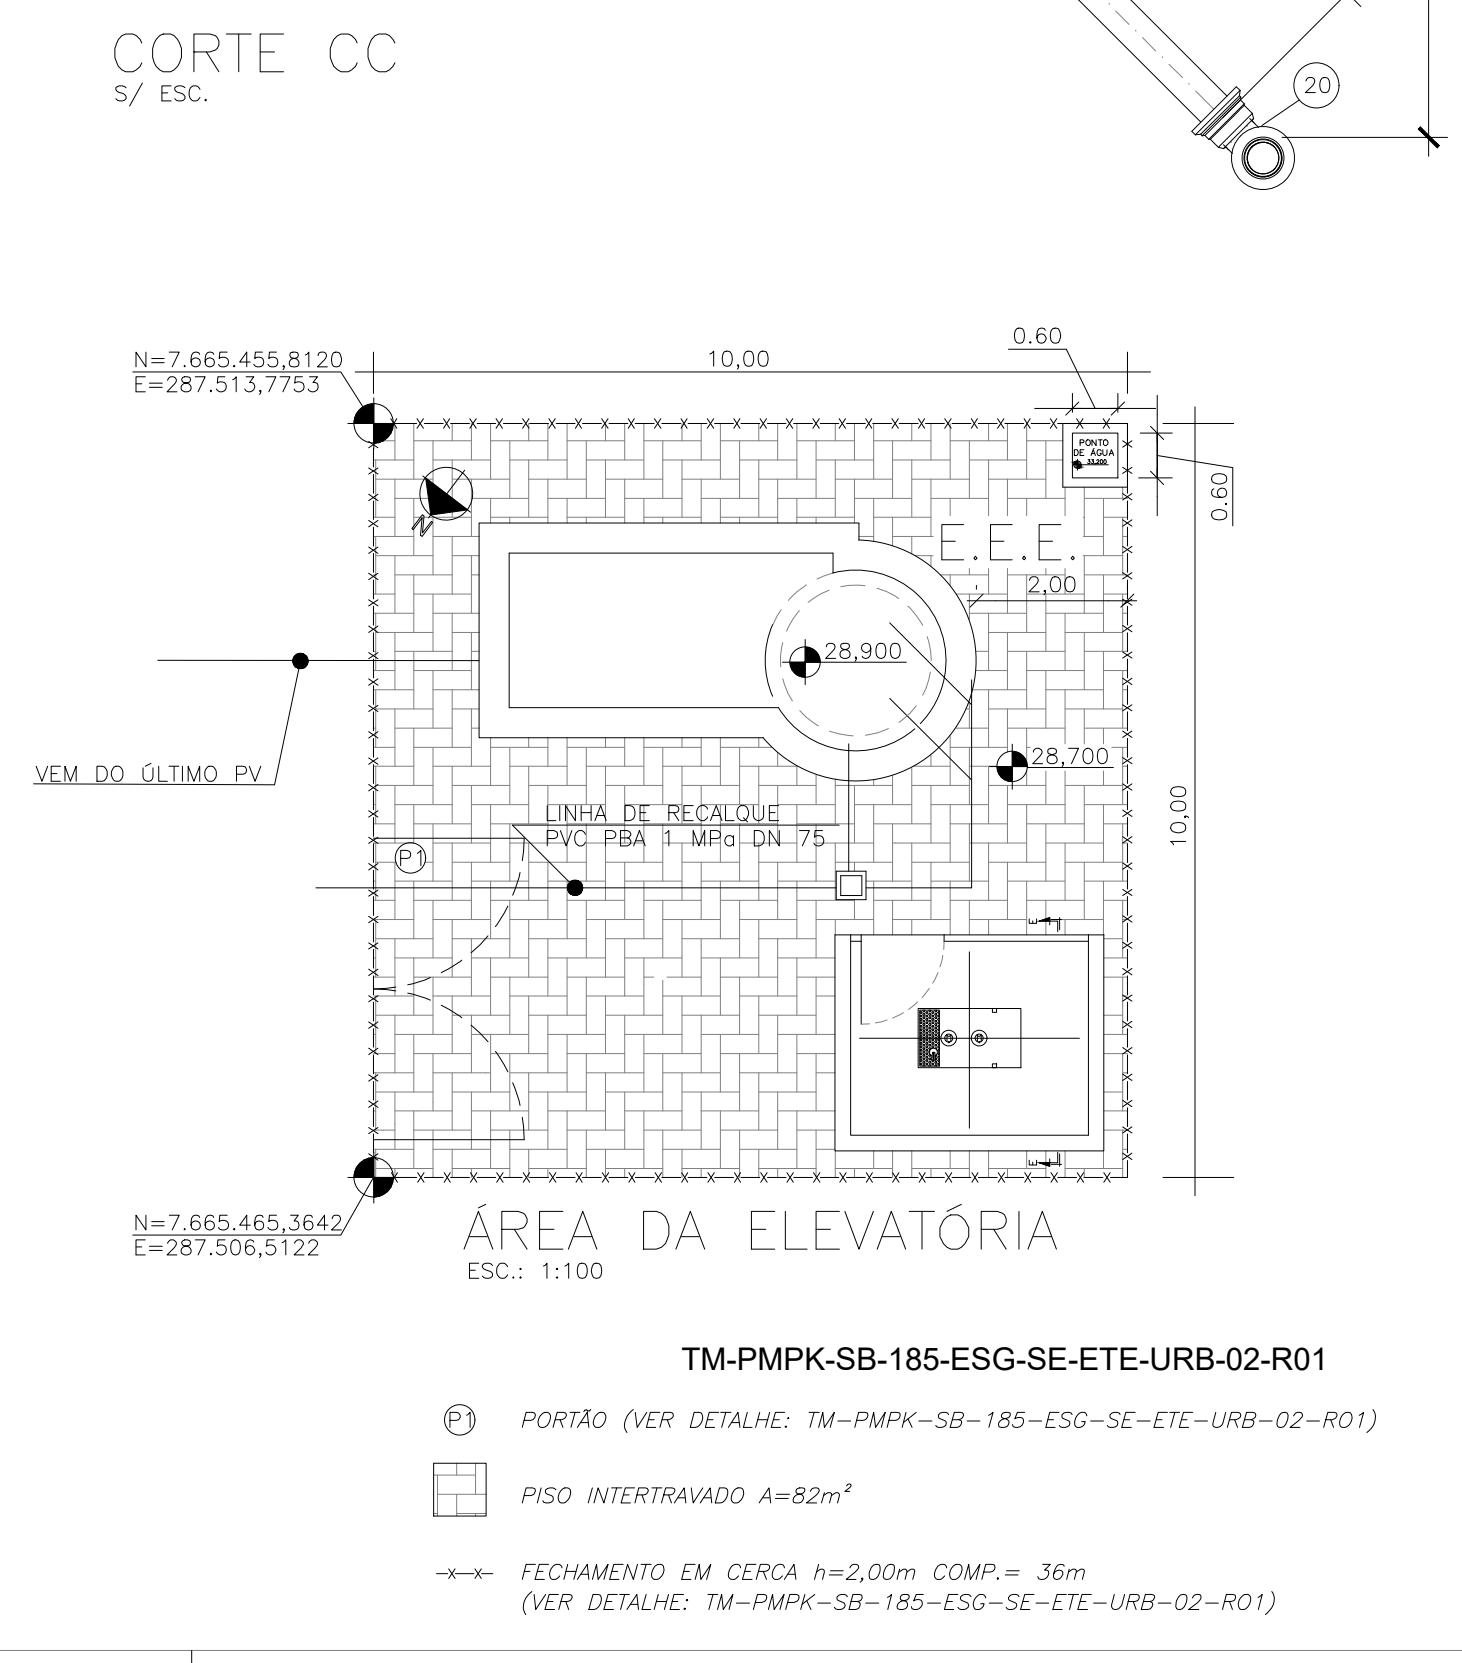 CORTE CC
S/ ESC.
20
N=7.665.455,8120
E=287.513,7753
10,00
0.60
PONTO
DE ÁGUA
33,200
0.60
N
E.E.E.
2,00
28,900
28,700
VEM DO ÚLTIMO PV
LINHA DE RECALQUE
PVC PBA 1 MPa DN 75
P1
10,00
E
E
N=7.665.465,3642
E=287.506,5122
ÁREA DA ELEVATÓRIA
ESC.: 1:100
TM-PMPK-SB-185-ESG-SE-ETE-URB-02-R01
P1 PORTÃO (VER DETALHE: TM-PMPK-SB-185-ESG-SE-ETE-URB-02-R01)
PISO INTERTRAVADO A=82m²
-x-x- FECHAMENTO EM CERCA h=2,00m COMP.= 36m
(VER DETALHE: TM-PMPK-SB-185-ESG-SE-ETE-URB-02-R01)